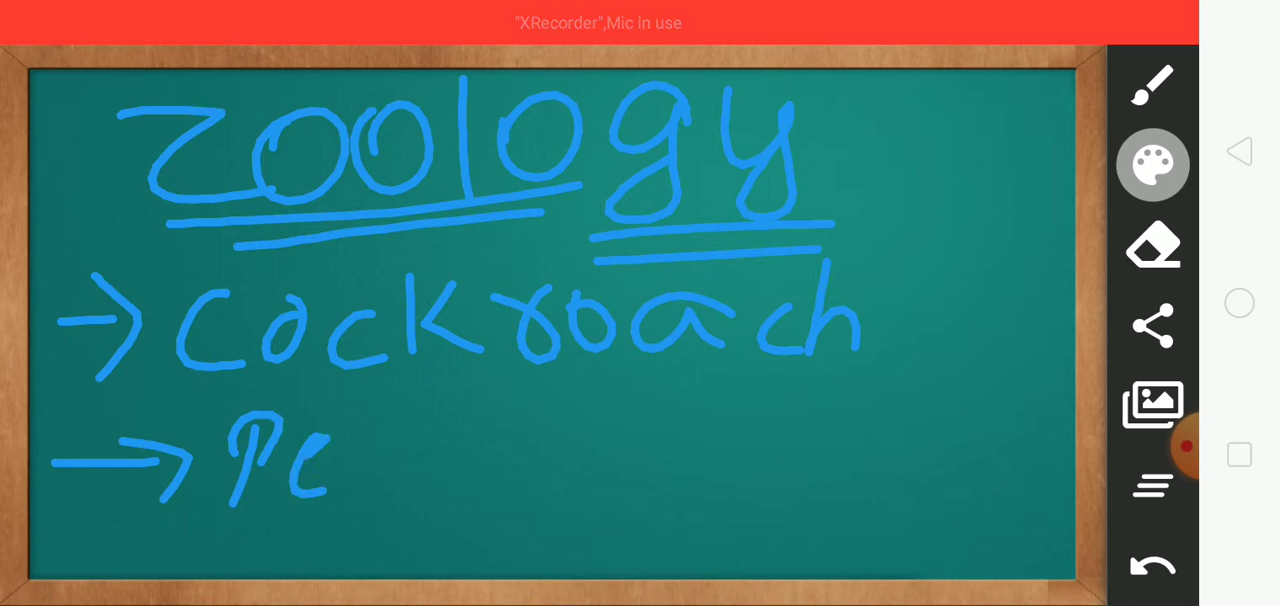 "XRecorder",Mic in use
Zoology
→ Cockroach
→ Pe